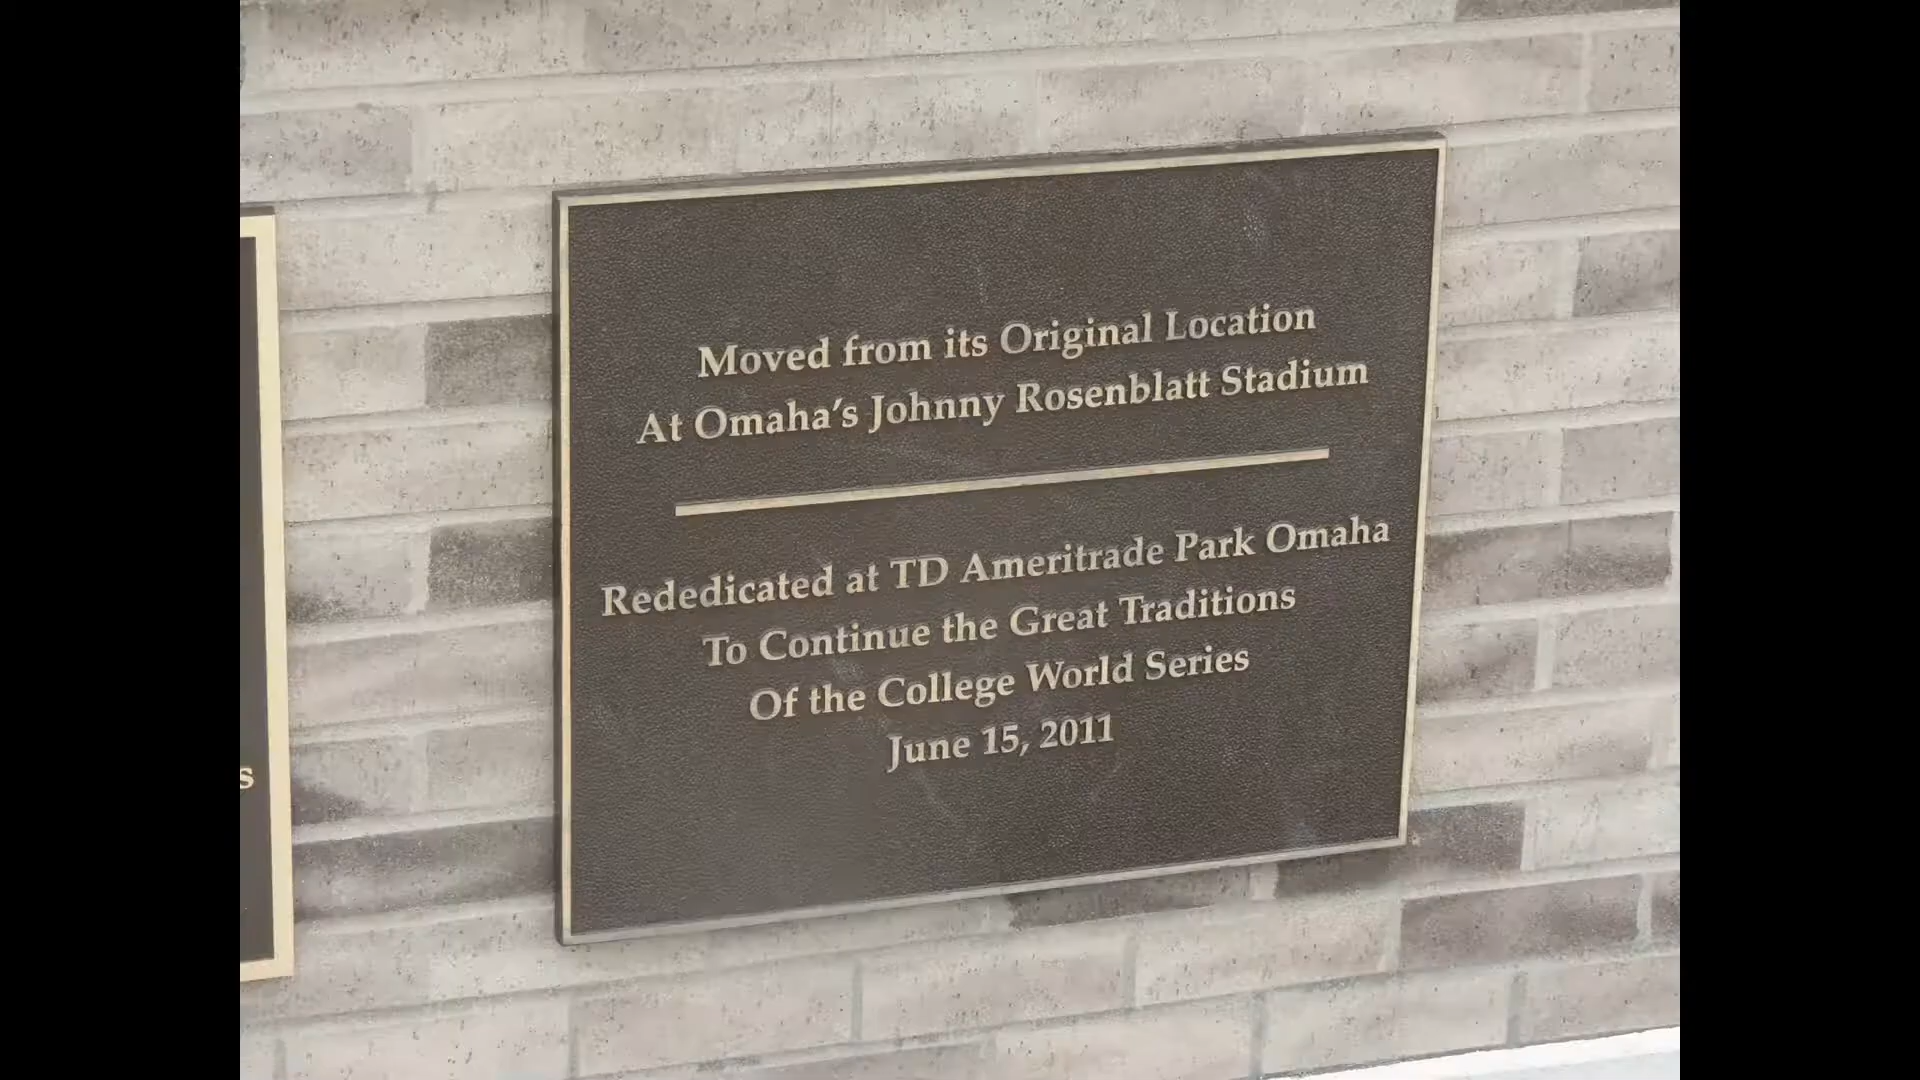 Moved from its Original Location
At Omaha's Johnny Rosenblatt Stadium
Rededicated at TD Ameritrade Park Omaha
To Continue the Great Traditions
Of the College World Series
June 15, 2011
s